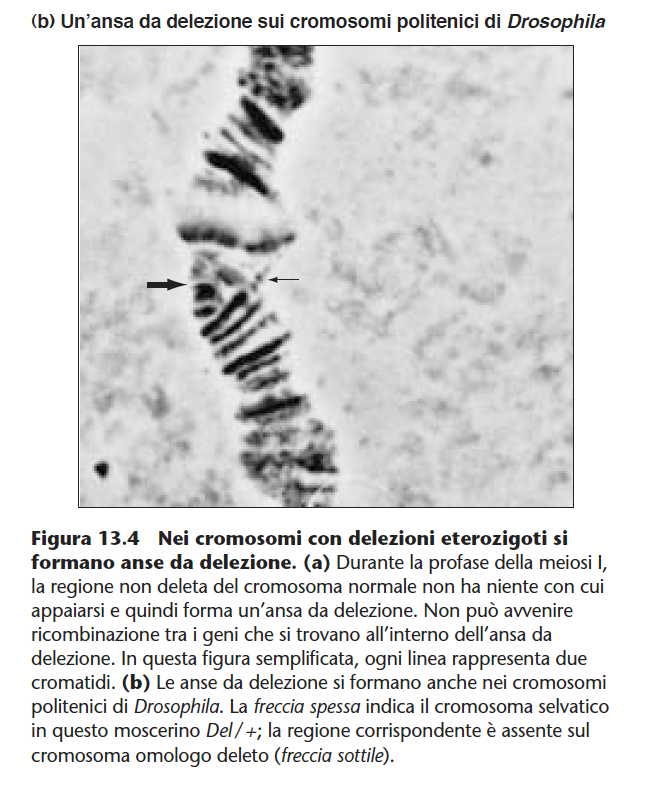 (b) Un'ansa da delezione sui cromosomi politenici di Drosophila
Figura 13.4 Nei cromosomi con delezioni eterozigoti si
formano anse da delezione. (a) Durante la profase della meiosi I,
la regione non deleta del cromosoma normale non ha niente con cui
appaiarsi e quindi forma un'ansa da delezione. Non può avvenire
ricombinazione tra i geni che si trovano all'interno dell'ansa da
delezione. In questa figura semplificata, ogni linea rappresenta due
cromatidi. (b) Le anse da delezione si formano anche nei cromosomi
politenici di Drosophila. La freccia spessa indica il cromosoma selvatico
in questo moscerino Del/+; la regione corrispondente è assente sul
cromosoma omologo deleto (freccia sottile).